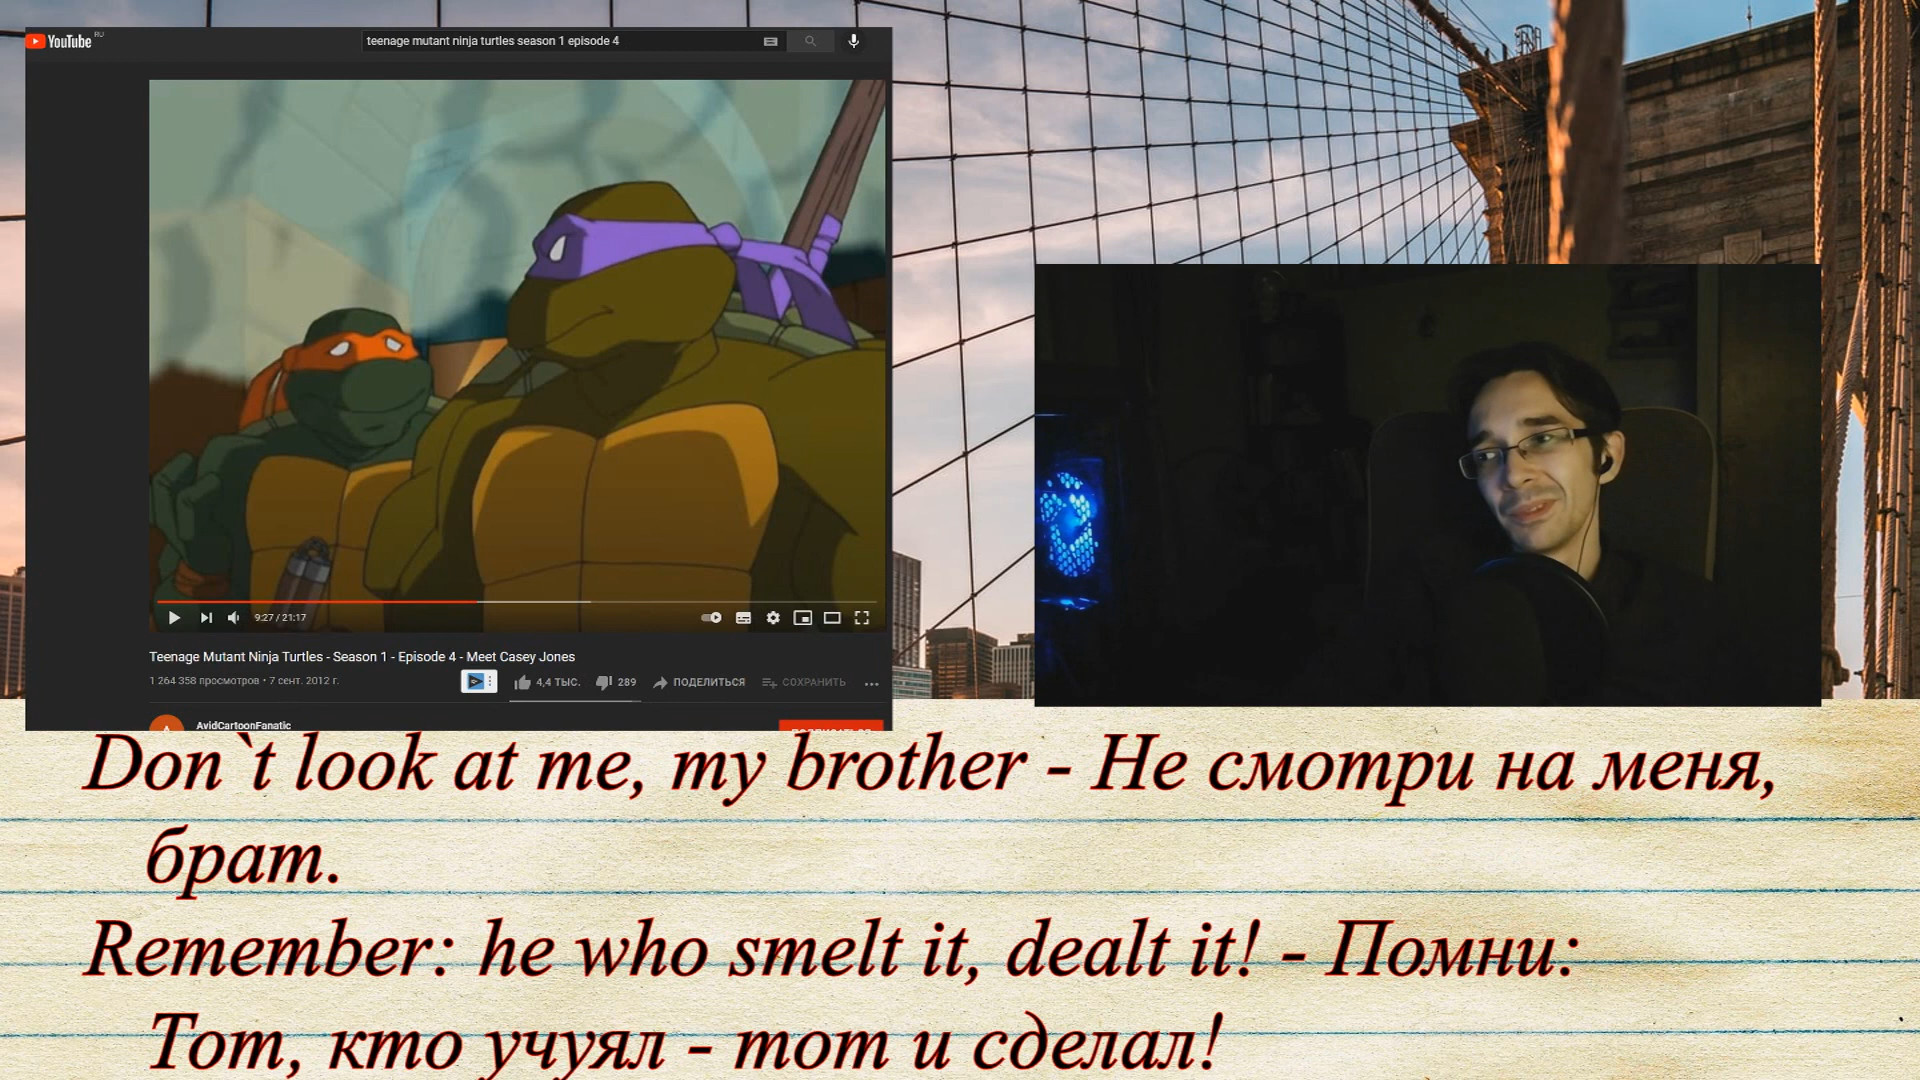 YouTube RU
teenage mutant ninja turtles season 1 episode 4
9:27 / 21:17
Teenage Mutant Ninja Turtles - Season 1 - Episode 4 - Meet Casey Jones
1 264 358 просмотров • 7 сент. 2012 г.
4,4 ТЫС.
289
ПОДЕЛИТЬСЯ
СОХРАНИТЬ
AvidCartoonFanatic
Don`t look at me, my brother - Не смотри на меня,
брат.
Remember: he who smelt it, dealt it! - Помни:
Тот, кто учуял - тот и сделал!